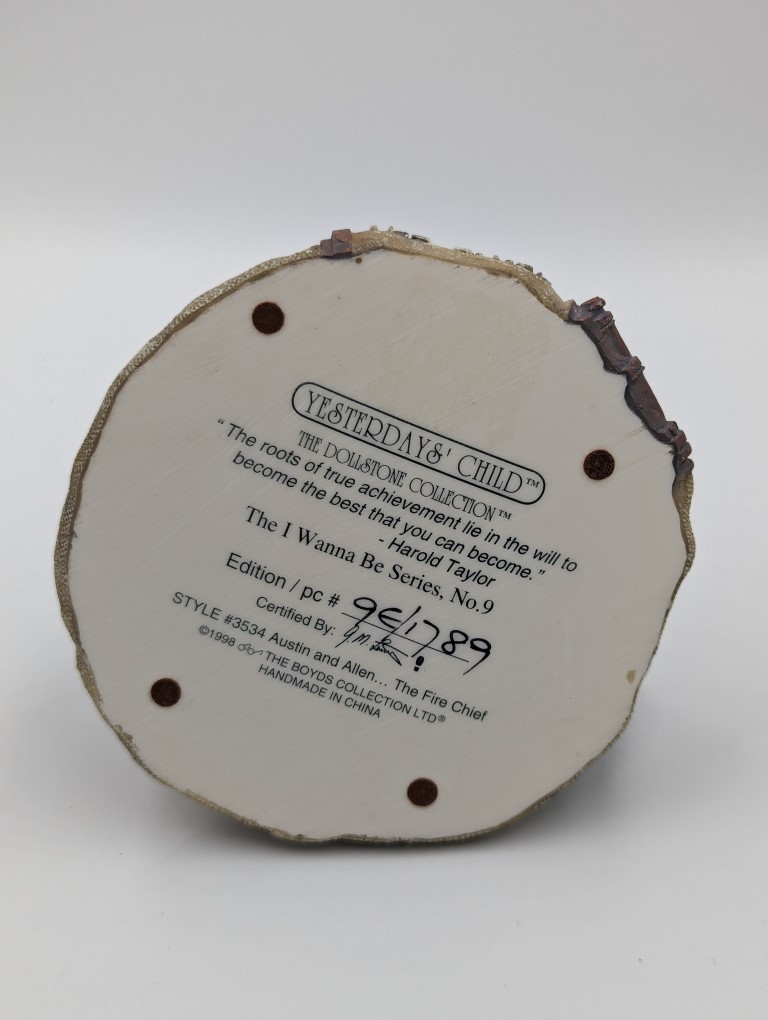 YESTERDAYS' CHILD™
THE DOLLSTONE COLLECTION™
“ The roots of true achievement lie in the will to
become the best that you can become.”
- Harold Taylor
The I Wanna Be Series, No.9
Edition / pc # 9E/1789
Certified By:
STYLE #3534 Austin and Allen... The Fire Chief
©1998 THE BOYDS COLLECTION LTD®
HANDMADE IN CHINA